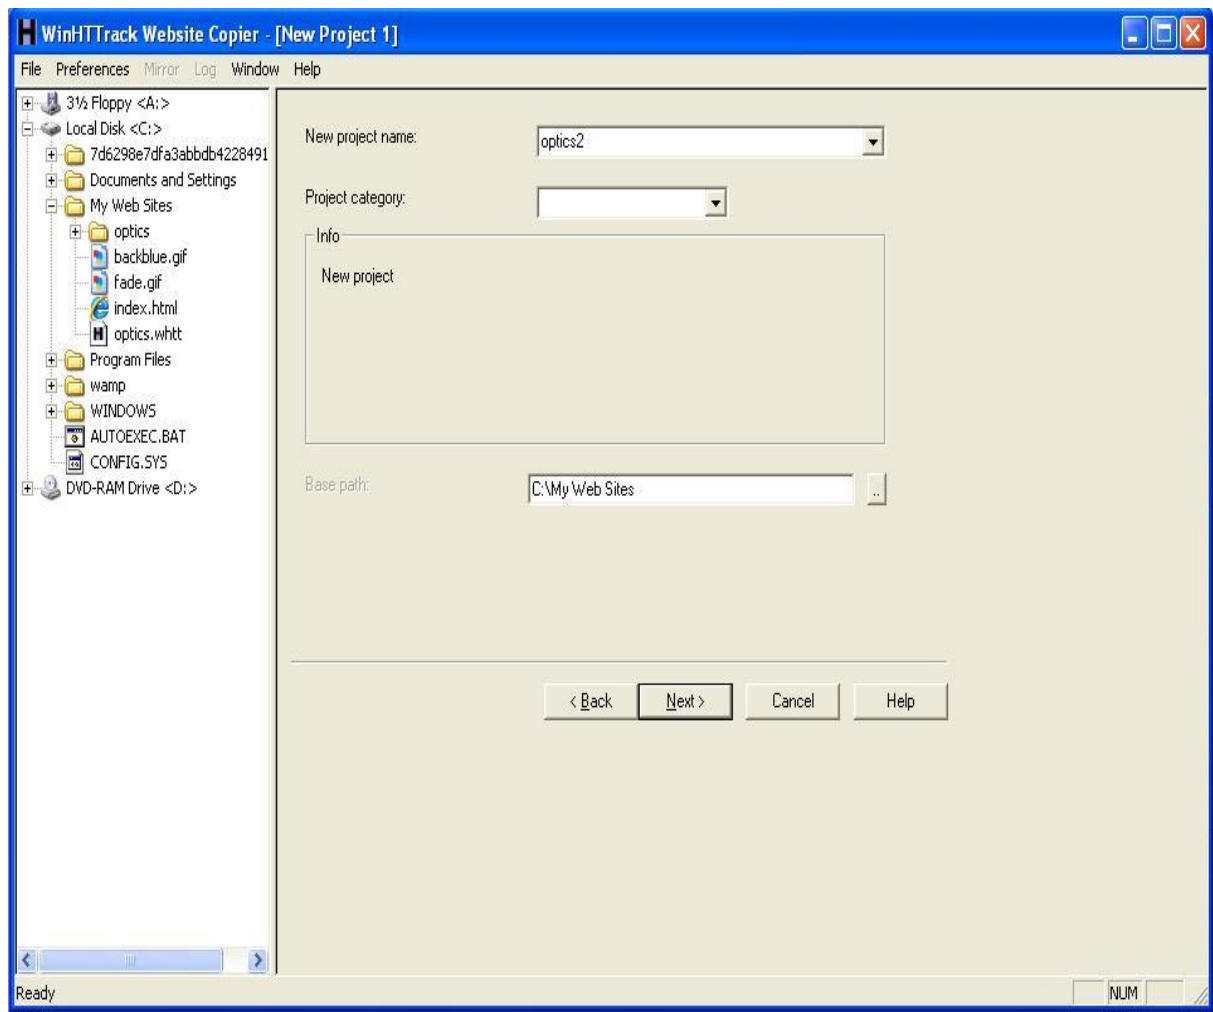 WinHTTrack Website Copier - [New Project 1]
File Preferences Mirror Log Window Help
3½ Floppy <A:>
Local Disk <C:>
7d6298e7dfa3abbdb4228491
Documents and Settings
My Web Sites
optics
backblue.gif
fade.gif
index.html
optics.whtt
Program Files
wamp
WINDOWS
AUTOEXEC.BAT
CONFIG.SYS
DVD-RAM Drive <D:>
New project name: optics2
Project category:
Info
New project
Base path: C:\My Web Sites ..
< Back Next > Cancel Help
Ready NUM